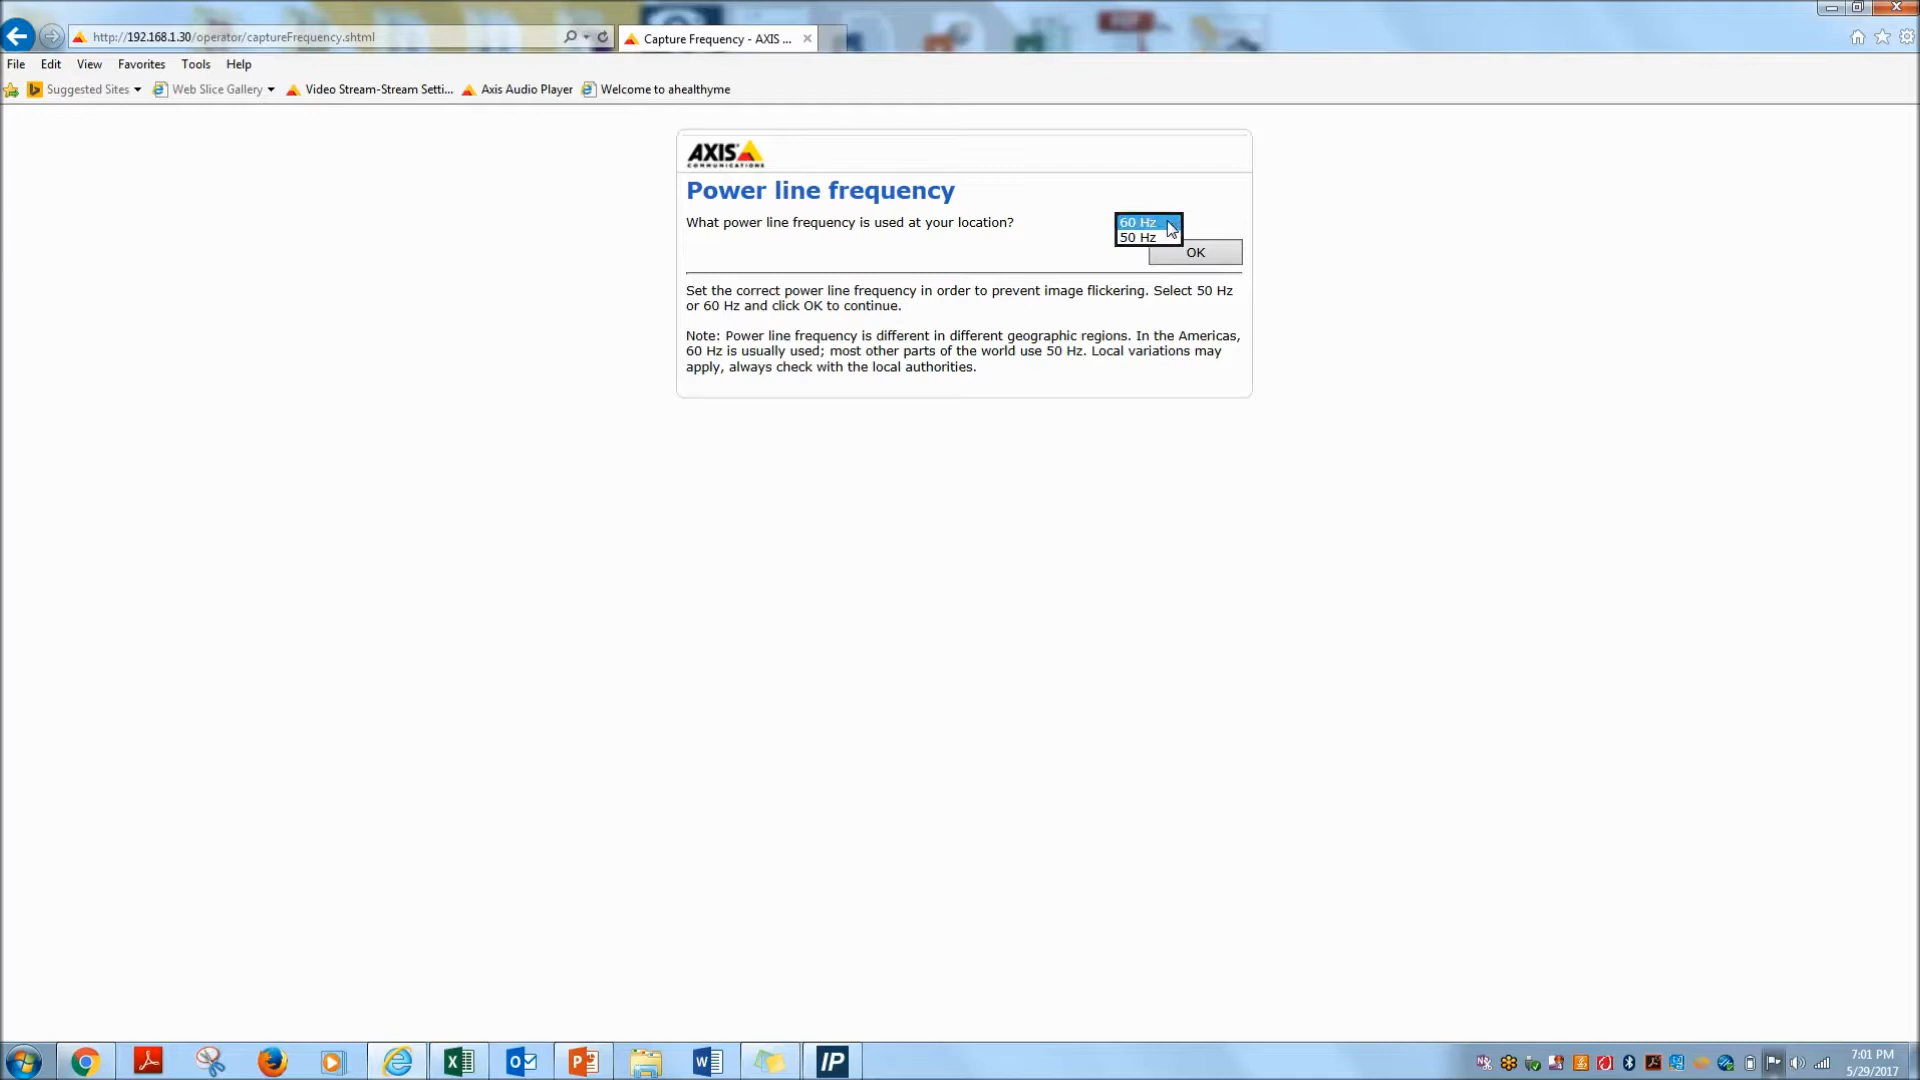 http://192.168.1.30/operator/captureFrequency.shtml
Capture Frequency - AXIS ...
File Edit View Favorites Tools Help
Suggested Sites Web Slice Gallery Video Stream-Stream Setti... Axis Audio Player Welcome to ahealthyme
AXIS
COMMUNICATIONS
Power line frequency
What power line frequency is used at your location?
60 Hz
50 Hz
OK
Set the correct power line frequency in order to prevent image flickering. Select 50 Hz
or 60 Hz and click OK to continue.
Note: Power line frequency is different in different geographic regions. In the Americas,
60 Hz is usually used; most other parts of the world use 50 Hz. Local variations may
apply, always check with the local authorities.
IP
7:01 PM
5/29/2017